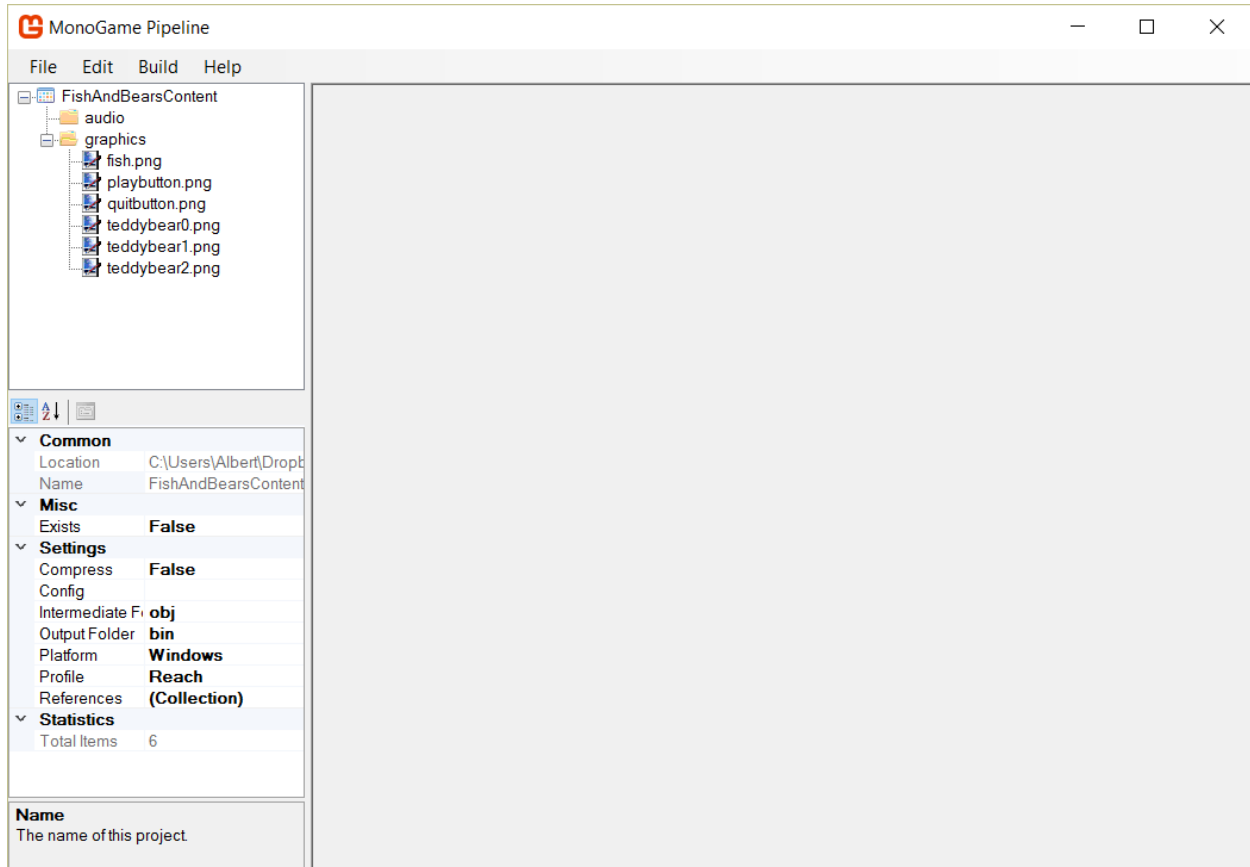 MonoGame Pipeline
File Edit Build Help
FishAndBearsContent
audio
graphics
fish.png
playbutton.png
quitbutton.png
teddybear0.png
teddybear1.png
teddybear2.png
Common
Location C:\Users\Albert\Dropb
Name FishAndBearsContent
Misc
Exists False
Settings
Compress False
Config
Intermediate Fo obj
Output Folder bin
Platform Windows
Profile Reach
References (Collection)
Statistics
Total Items 6
Name
The name of this project.